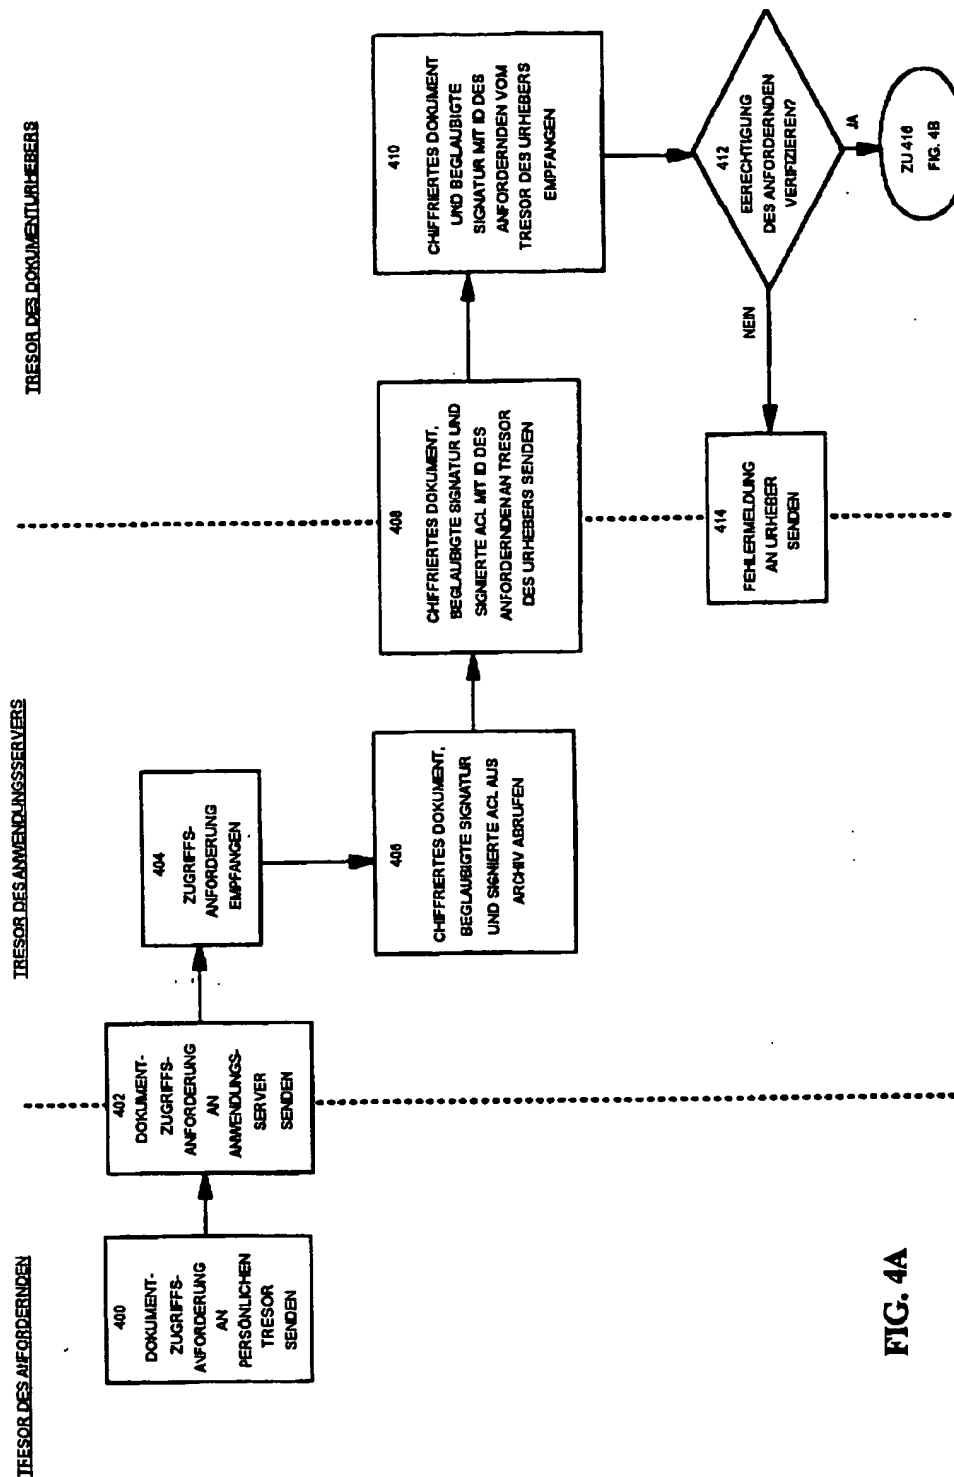 TFESOR DES ANFORDERNDEN
TRESOR DES ANWENDUNGSSERVERS
TRESOR DES DOKUMENTURHEBERS
400
DOKUMENT-
ZUGRIFFS-
ANFORDERUNG
AN
PERSÖNLICHEN
TRESOR
SENDEN
402
DOKUMENT-
ZUGRIFFS-
ANFORDERUNG
AN
ANWENDUNGS-
SERVER
SENDEN
404
ZUGRIFFS-
ANFORDERUNG
EMPFANGEN
406
CHIFFRIERTES DOKUMENT,
BEGLAUBIGTE SIGNATUR
UND SIGNIERTE ACL AUS
ARCHIV ABRUFEN
408
CHIFFRIERTES DOKUMENT,
BEGLAUBIGTE SIGNATUR UND
SIGNIERTE ACL MIT ID DES
ANFORDERNDEN AN TRESOR
DES URHEBERS SENDEN
410
CHIFFRIERTES DOKUMENT
UND BEGLAUBIGTE
SIGNATUR MIT ID DES
ANFORDERNDEN VOM
TRESOR DES URHEBERS
EMPFANGEN
412
EERECHTIGUNG
DES ANFORDERNDEN
VERIFIZIEREN?
NEIN
JA
414
FEHLERMELDUNG
AN URHEBER
SENDEN
ZU 416
FIG. 4B
FIG. 4A